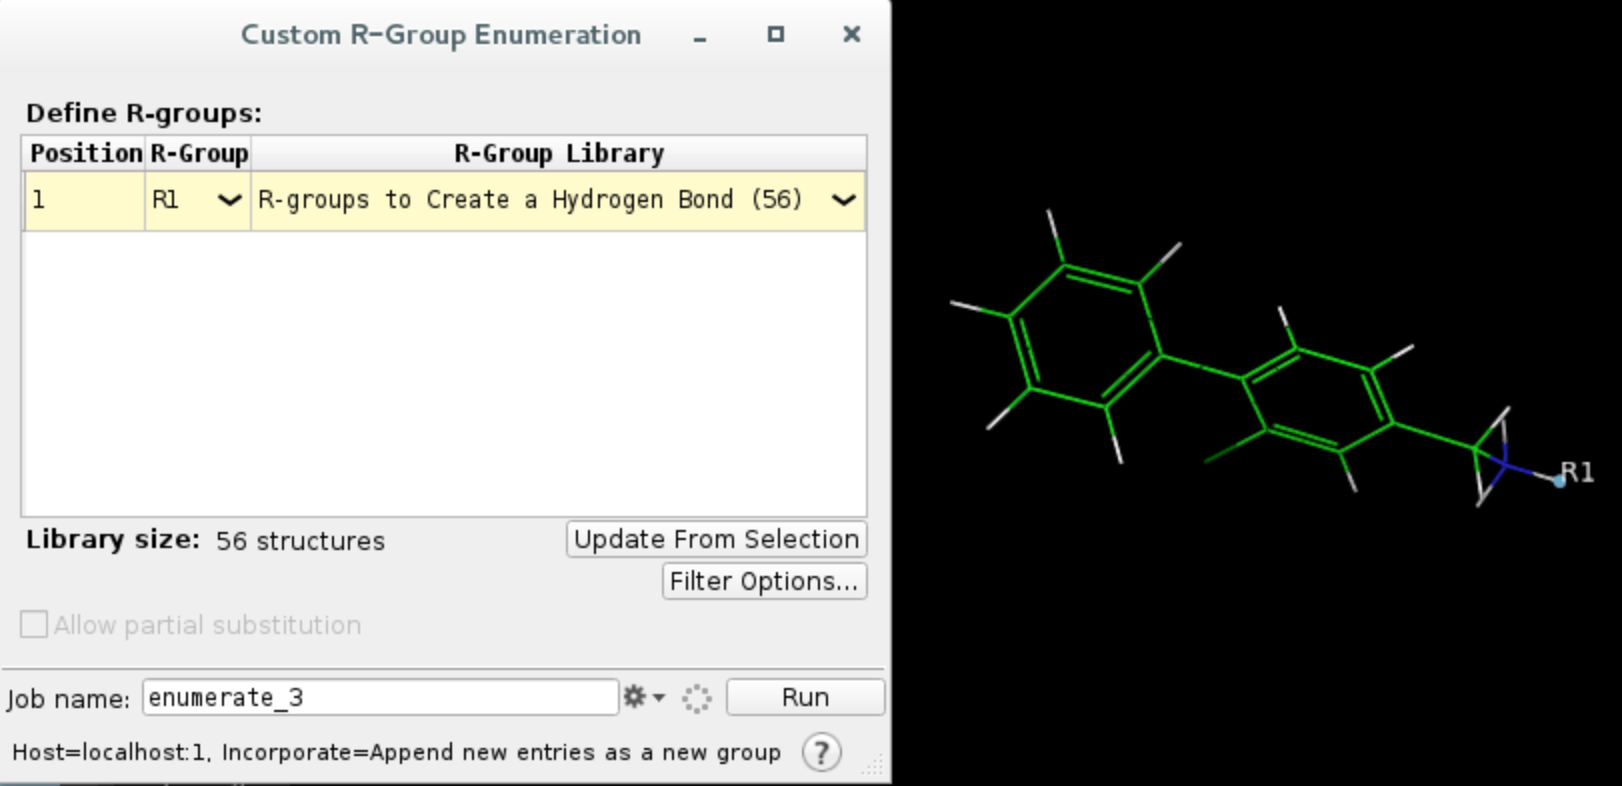 Custom R-Group Enumeration
Define R-groups:
Position R-Group R-Group Library
1 R1 R-groups to Create a Hydrogen Bond (56)
R1
Library size: 56 structures
Update From Selection
Filter Options...
Allow partial substitution
Job name: enumerate_3 Run
Host=localhost:1, Incorporate=Append new entries as a new group ?